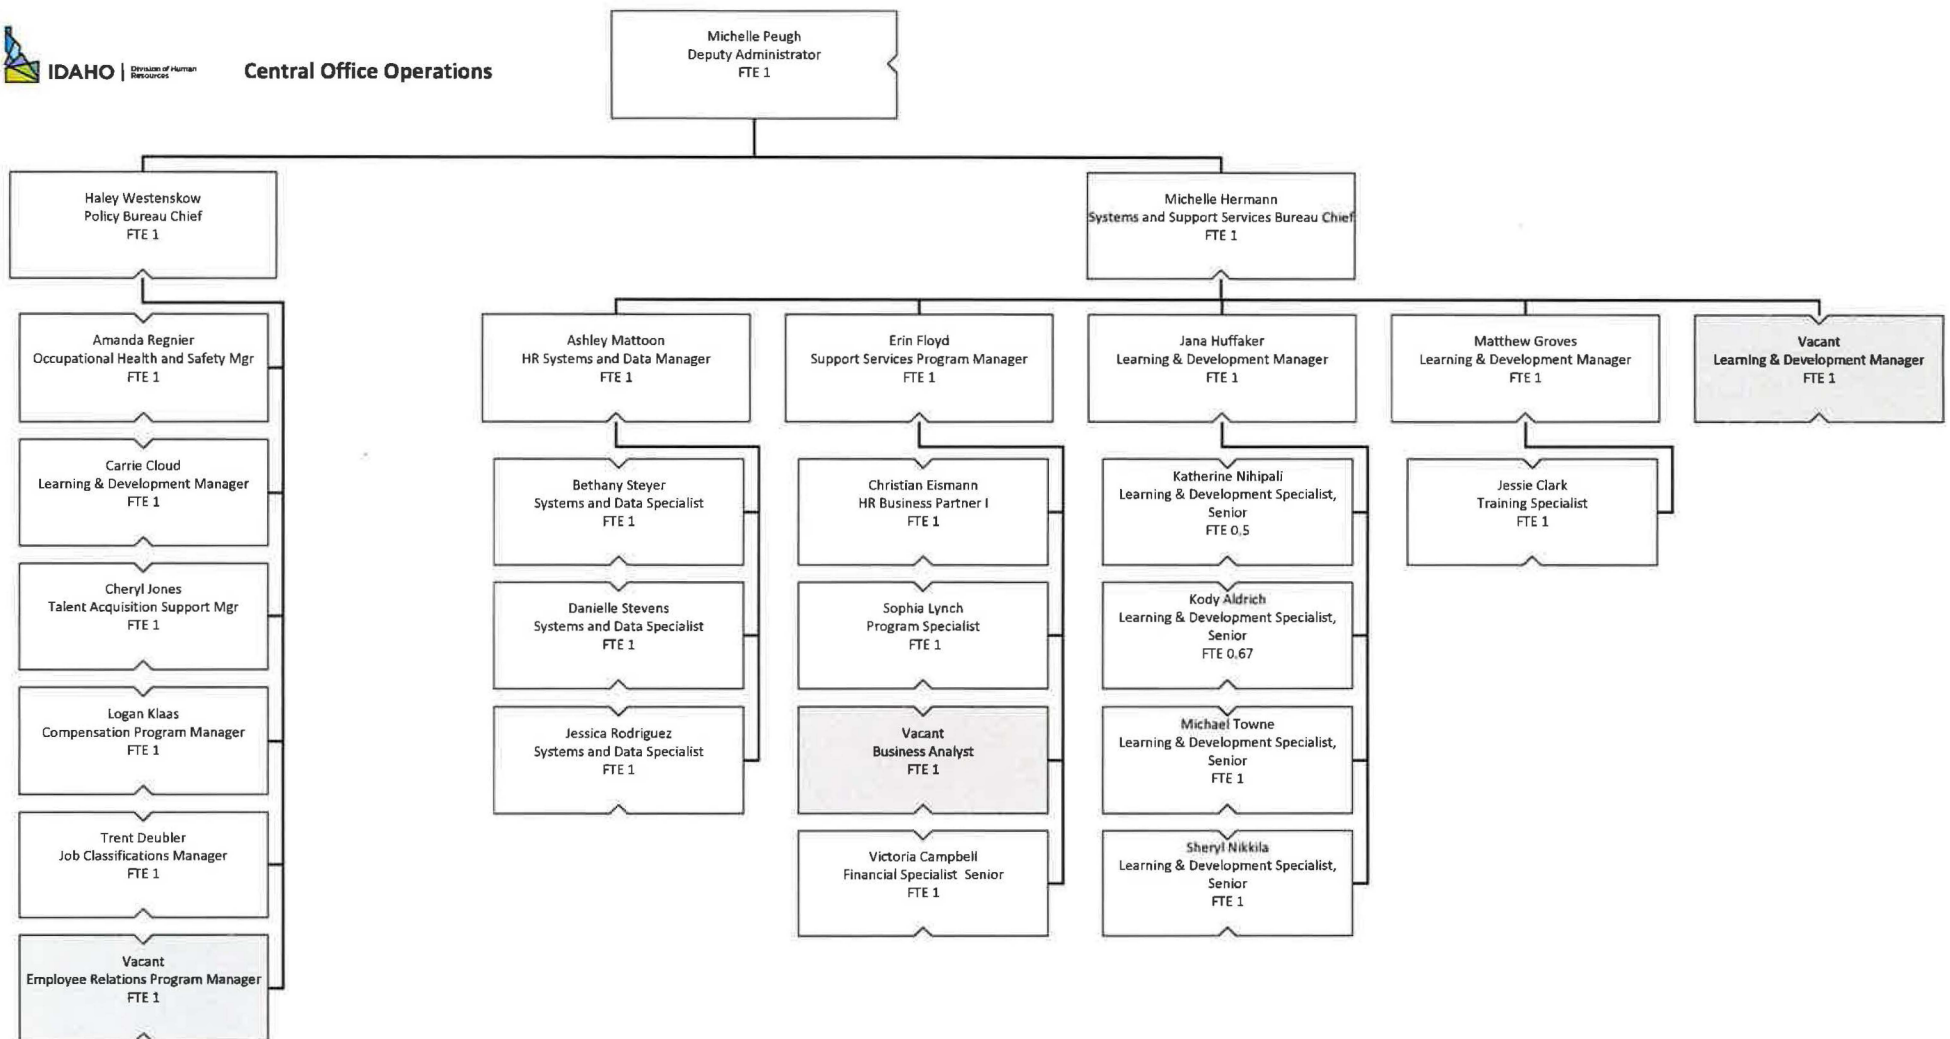 IDAHO | Division of Human
Resources
Central Office Operations
Michelle Peugh
Deputy Administrator
FTE 1
Haley Westenskow
Policy Bureau Chief
FTE 1
Michelle Hermann
Systems and Support Services Bureau Chief
FTE 1
Amanda Regnier
Occupational Health and Safety Mgr
FTE 1
Carrie Cloud
Learning & Development Manager
FTE 1
Cheryl Jones
Talent Acquisition Support Mgr
FTE 1
Logan Klaas
Compensation Program Manager
FTE 1
Trent Deubler
Job Classifications Manager
FTE 1
Vacant
Employee Relations Program Manager
FTE 1
Ashley Mattoon
HR Systems and Data Manager
FTE 1
Bethany Steyer
Systems and Data Specialist
FTE 1
Danielle Stevens
Systems and Data Specialist
FTE 1
Jessica Rodriguez
Systems and Data Specialist
FTE 1
Erin Floyd
Support Services Program Manager
FTE 1
Christian Eismann
HR Business Partner I
FTE 1
Sophia Lynch
Program Specialist
FTE 1
Vacant
Business Analyst
FTE 1
Victoria Campbell
Financial Specialist Senior
FTE 1
Jana Huffaker
Learning & Development Manager
FTE 1
Katherine Nihipali
Learning & Development Specialist,
Senior
FTE 0.5
Kody Aldrich
Learning & Development Specialist,
Senior
FTE 0.67
Michael Towne
Learning & Development Specialist,
Senior
FTE 1
Sheryl Nikkila
Learning & Development Specialist,
Senior
FTE 1
Matthew Groves
Learning & Development Manager
FTE 1
Jessie Clark
Training Specialist
FTE 1
Vacant
Learning & Development Manager
FTE 1